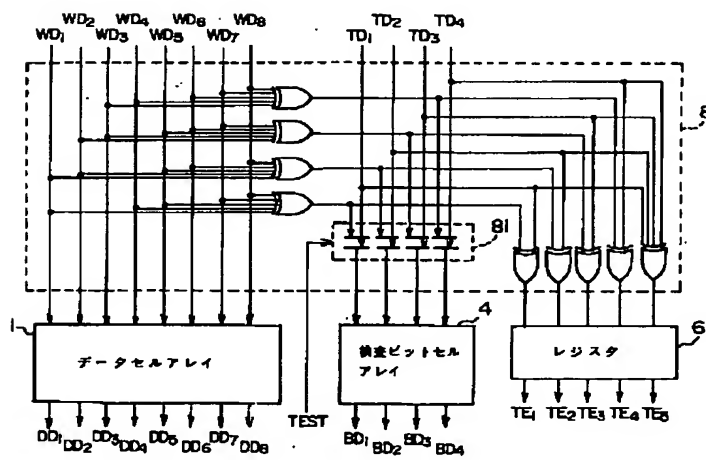 WD2 WD4 WD6 WD8 TD2 TD4
WD1 WD3 WD5 WD7 TD1 TD3
8
81
1
データセルアレイ
4
検査ビットセル
アレイ
6
レジスタ
TEST
DD1 DD2 DD3 DD4 DD5 DD6 DD7 DD8
BD1 BD2 BD3 BD4
TE1 TE2 TE3 TE4 TE5